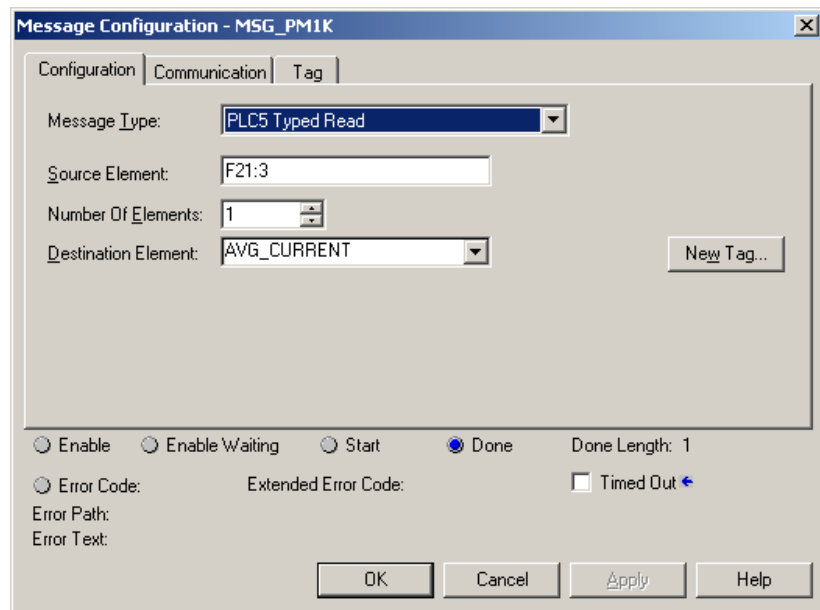 Message Configuration - MSG_PM1K
Configuration Communication Tag
Message Type: PLC5 Typed Read
Source Element: F21:3
Number Of Elements: 1
Destination Element: AVG_CURRENT New Tag...
Enable Enable Waiting Start Done Done Length: 1
Error Code: Extended Error Code: Timed Out
Error Path:
Error Text:
OK Cancel Apply Help